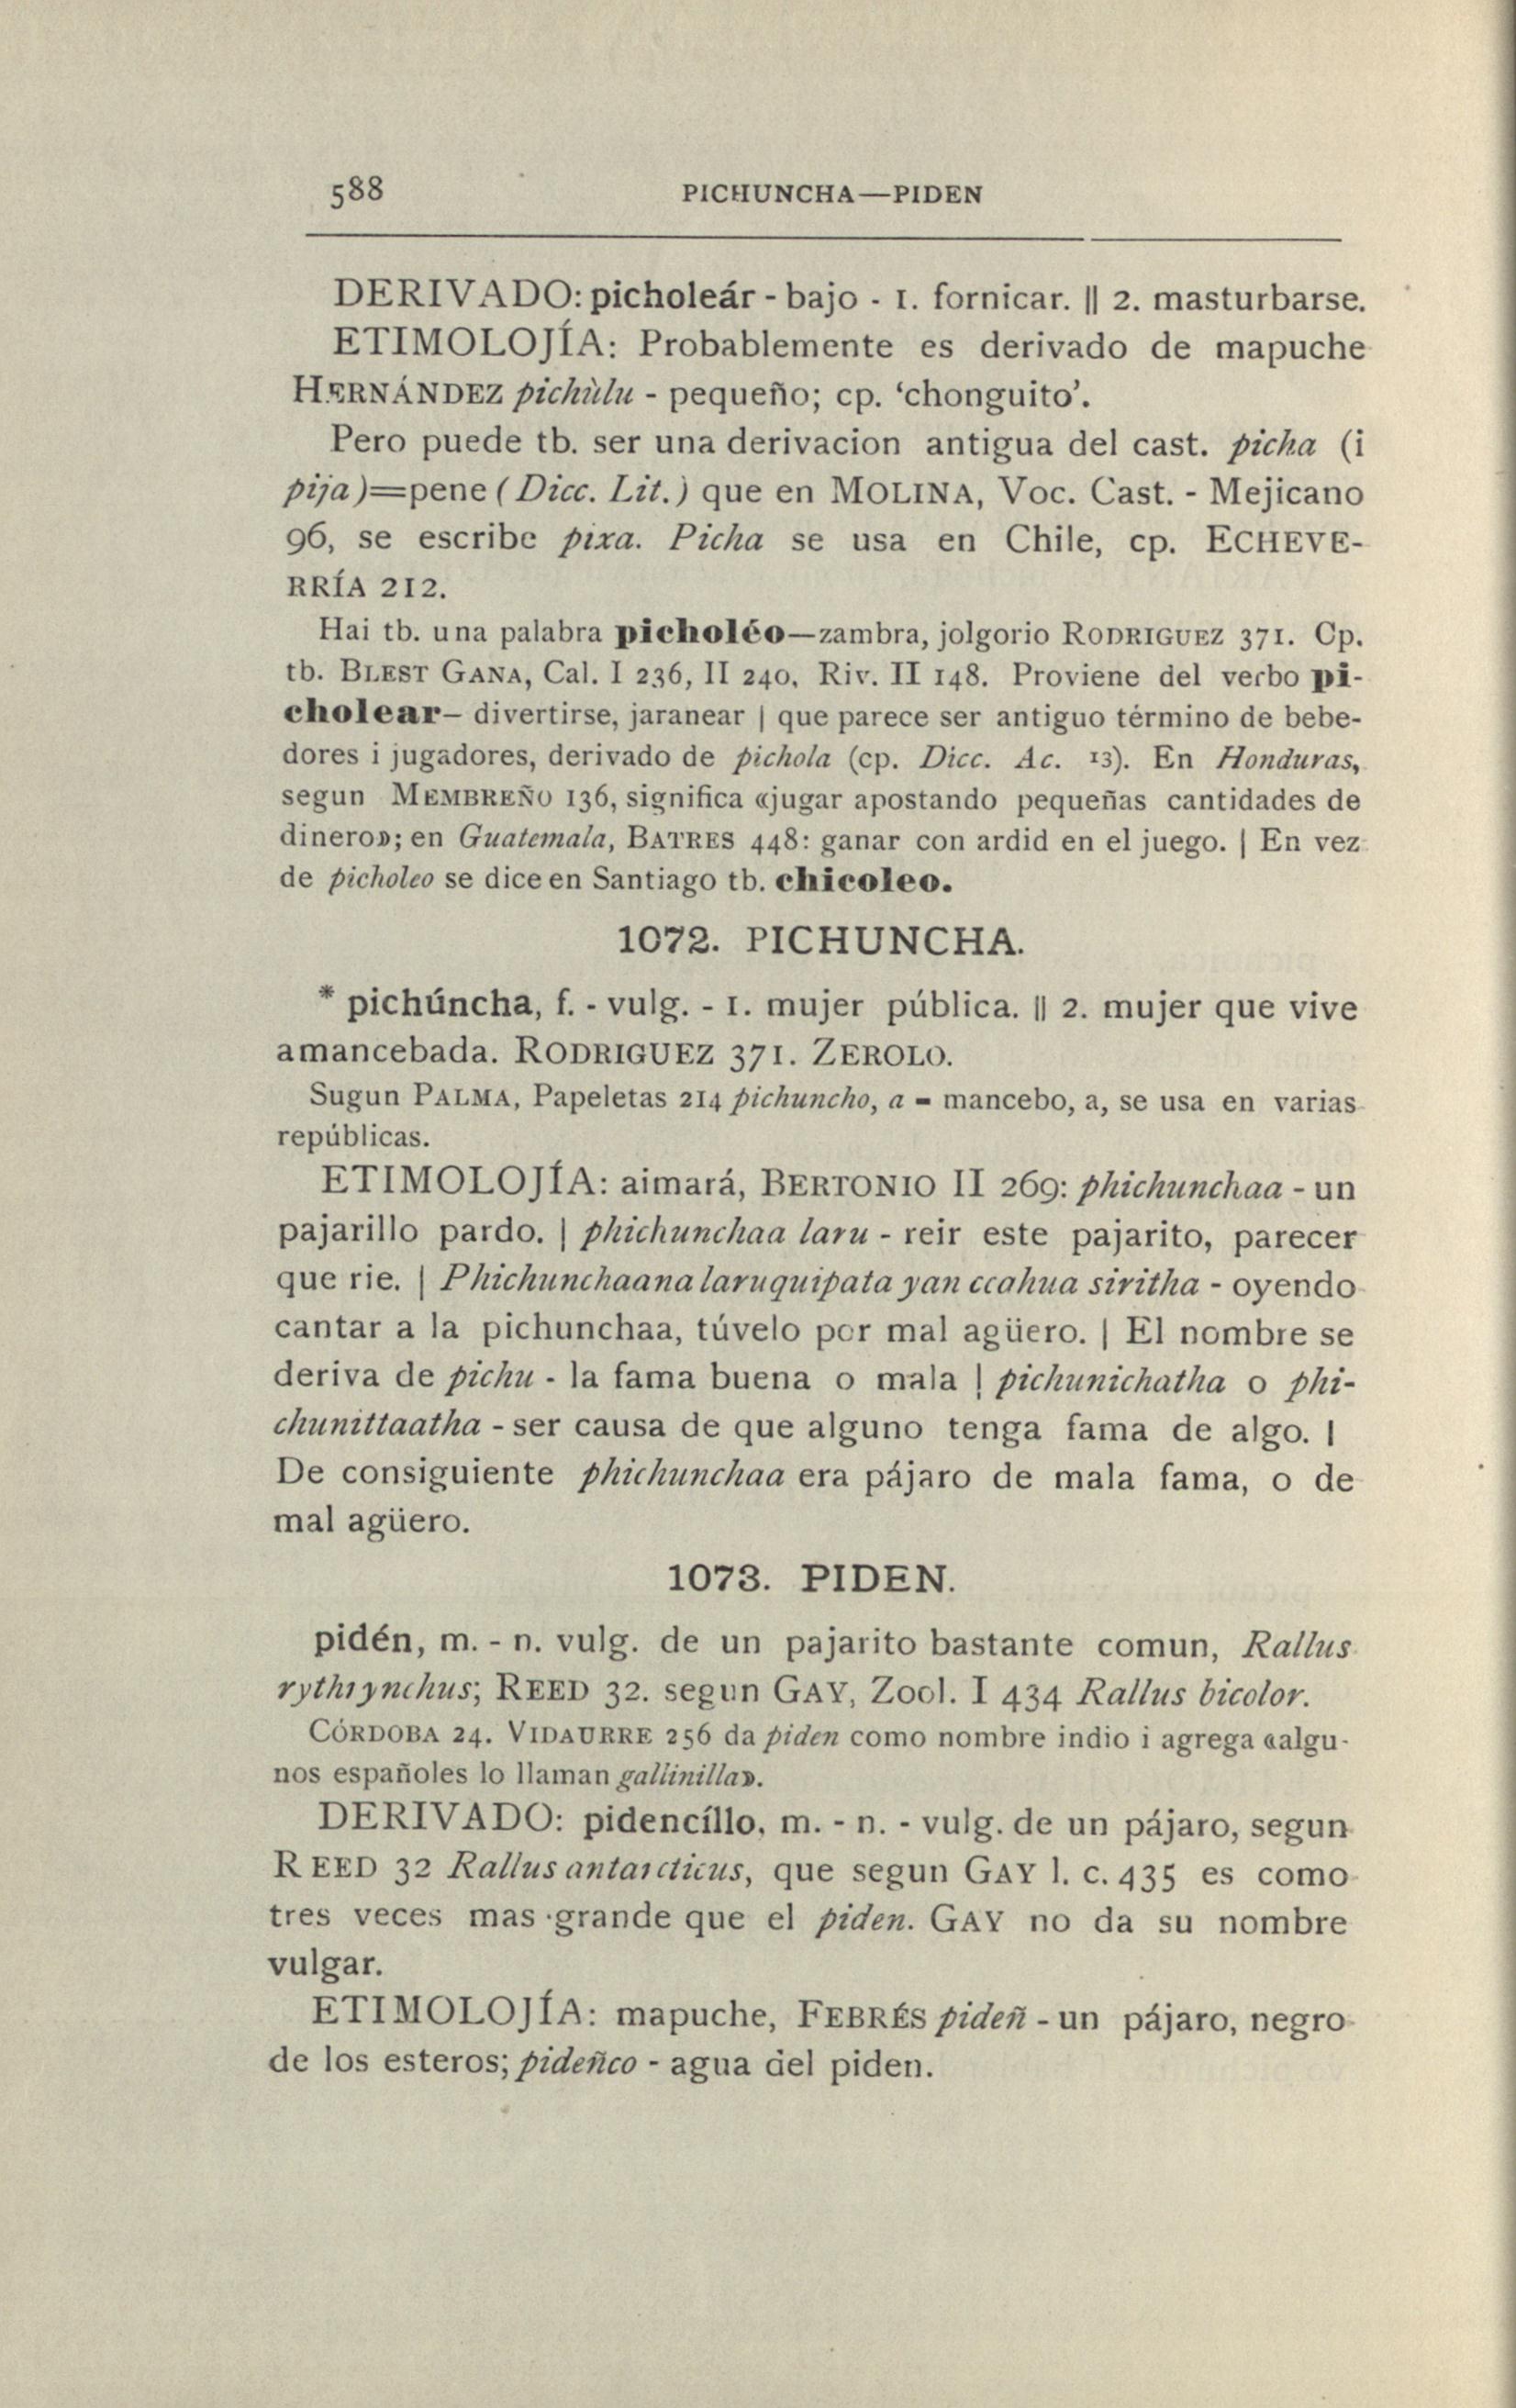 588
PICHUNCHA—PIDEN
DERIVADO: picholeár - bajo - 1. fornicar. || 2. masturbarse.
ETIMOLOJÍA: Probablemente es derivado de mapuche
HERNÁNDEZ pichùlu - pequeño; cp. ‘chonguito’.
Pero puede tb. ser una derivacion antigua del cast. picha (i
pija)=pene (Dicc. Lit.) que en MOLINA, Voc. Cast. - Mejicano
96, se escribe pixa. Picha se usa en Chile, cp. ECHEVE-
RRÍA 212.
Hai tb. una palabra picholéo—zambra, jolgorio RODRIGUEZ 371. Cp.
tb. BLEST GANA, Cal. I 236, II 240, Riv. II 148. Proviene del verbo pi-
cholear– divertirse, jaranear | que parece ser antiguo término de bebe-
dores i jugadores, derivado de pichola (cp. Dicc. Ac. 13). En Honduras,
segun MEMBREÑO 136, significa «jugar apostando pequeñas cantidades de
dinero»; en Guatemala, BATRES 448: ganar con ardid en el juego. | En vez
de picholeo se dice en Santiago tb. chicoleo.
1072. PICHUNCHA.
* pichúncha, f. - vulg. - 1. mujer pública. || 2. mujer que vive
amancebada. RODRIGUEZ 371. ZEROLO.
Sugun PALMA, Papeletas 214 pichuncho, a - mancebo, a, se usa en varias
repúblicas.
ETIMOLOJÍA: aimará, BERTONIO II 269: phichunchaa - un
pajarillo pardo. | phichunchaa laru - reir este pajarito, parecer
que rie. | Phichunchaana laruquipata yan ccahua siritha - oyendo
cantar a la pichunchaa, túvelo por mal agüero. | El nombre se
deriva de pichu - la fama buena o mala | pichunichatha o phi-
chunittaatha - ser causa de que alguno tenga fama de algo. |
De consiguiente phichunchaa era pájaro de mala fama, o de
mal agüero.
1073. PIDEN.
pidén, m. - n. vulg. de un pajarito bastante comun, Rallus
rythrynchus; REED 32. segun GAY, Zool. I 434 Rallus bicolor.
CÓRDOBA 24. VIDAURRE 256 da piden como nombre indio i agrega «algu-
nos españoles lo llaman gallinilla».
DERIVADO: pidencíllo, m. - n. - vulg. de un pájaro, segun
REED 32 Rallus antarcticus, que segun GAY l. c. 435 es como
tres veces mas grande que el piden. GAY no da su nombre
vulgar.
ETIMOLOJÍA: mapuche, FEBRÉS pideñ - un pájaro, negro
de los esteros; pideñco - agua del piden.